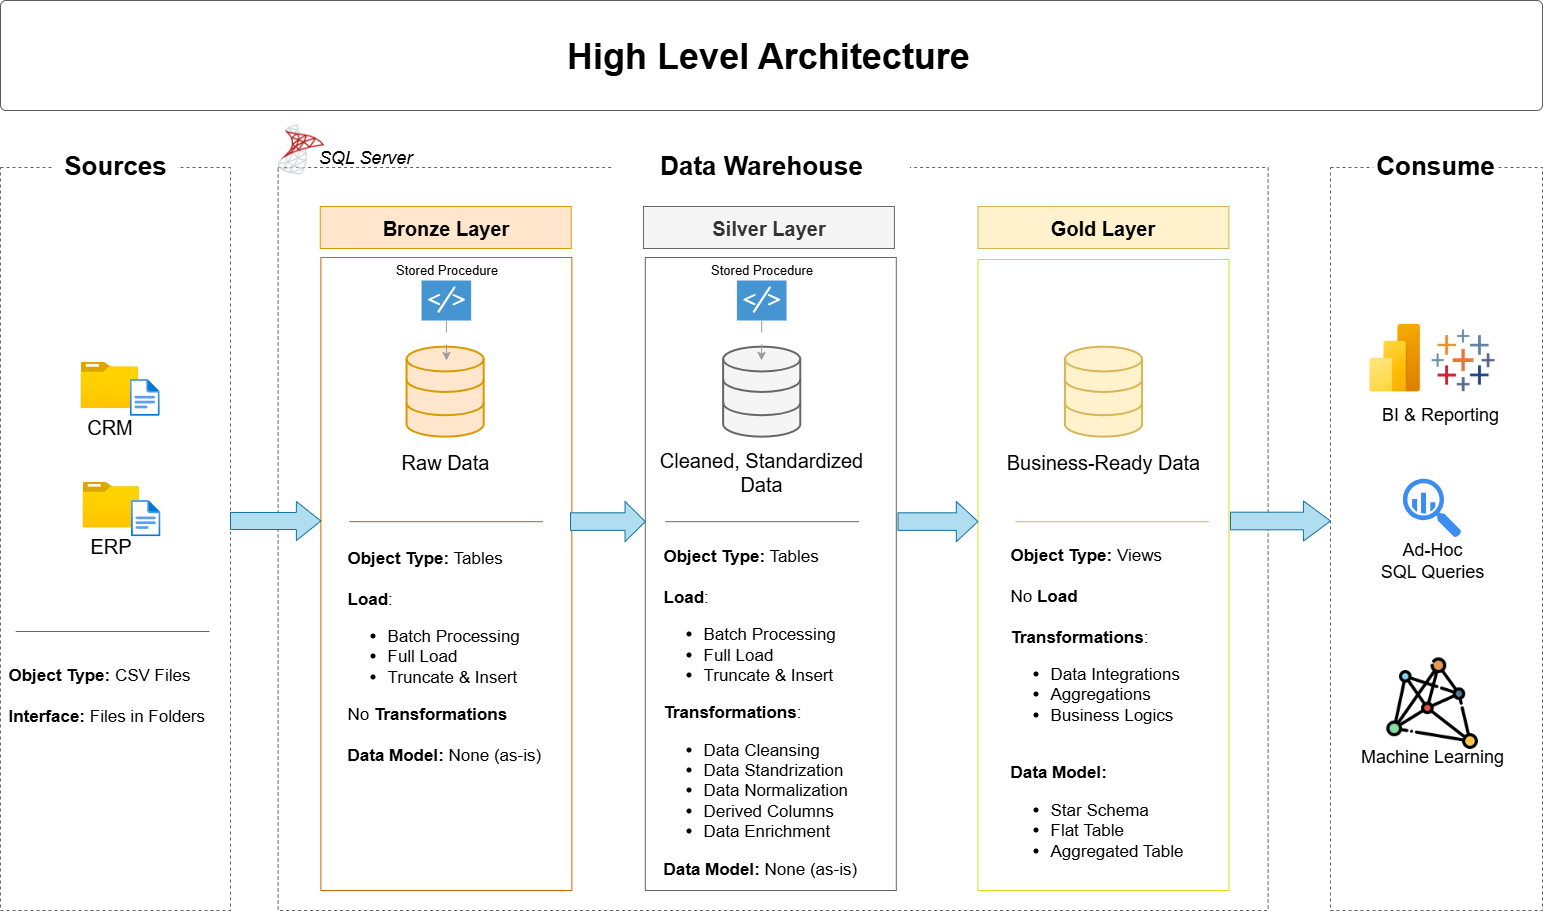 High Level Architecture
Sources
CRM
ERP
Object Type: CSV Files
Interface: Files in Folders
SQL Server
Data Warehouse
Bronze Layer
Stored Procedure
Raw Data
Object Type: Tables
Load:
• Batch Processing
• Full Load
• Truncate & Insert
No Transformations
Data Model: None (as-is)
Silver Layer
Stored Procedure
</>
Cleaned, Standardized
Data
Object Type: Tables
Load:
• Batch Processing
• Full Load
• Truncate & Insert
Transformations:
• Data Cleansing
• Data Standrization
• Data Normalization
• Derived Columns
• Data Enrichment
Data Model: None (as-is)
Gold Layer
Business-Ready Data
Object Type: Views
No Load
Transformations:
• Data Integrations
• Aggregations
• Business Logics
Data Model:
• Star Schema
• Flat Table
• Aggregated Table
Consume
BI & Reporting
Ad-Hoc
SQL Queries
Machine Learning